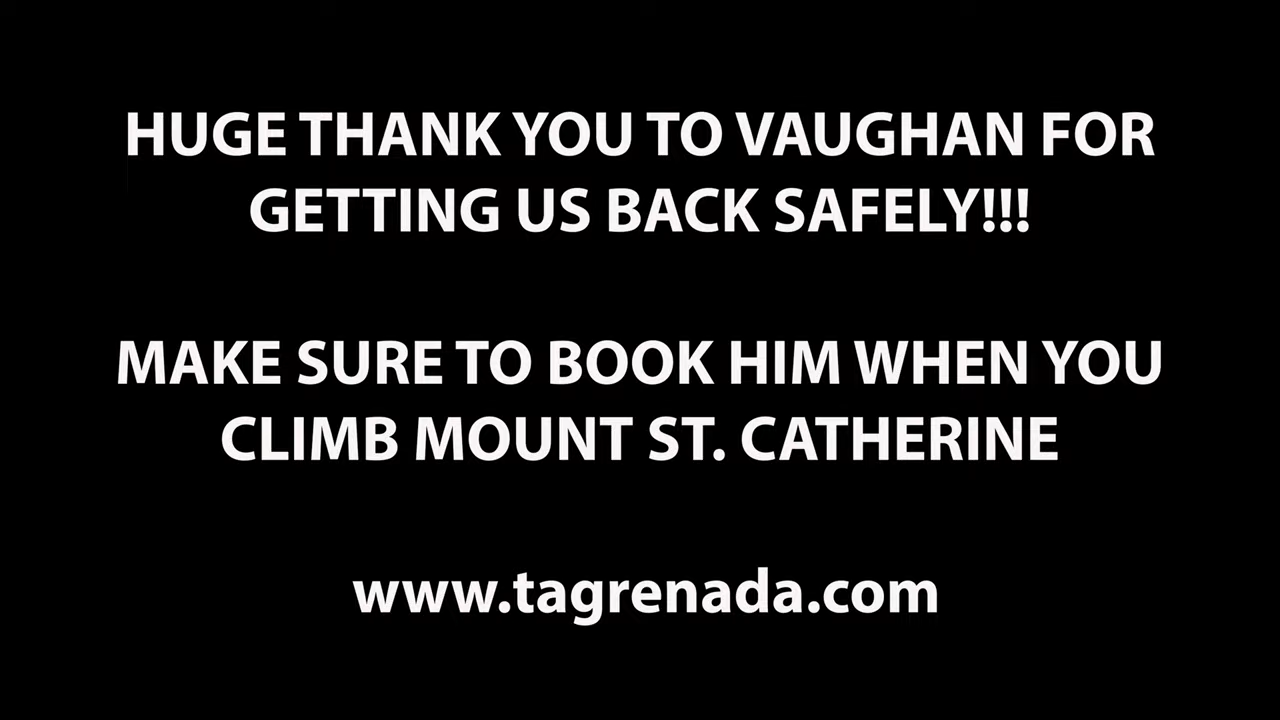 HUGE THANK YOU TO VAUGHAN FOR
GETTING US BACK SAFELY!!!
MAKE SURE TO BOOK HIM WHEN YOU
CLIMB MOUNT ST. CATHERINE
www.tagrenada.com